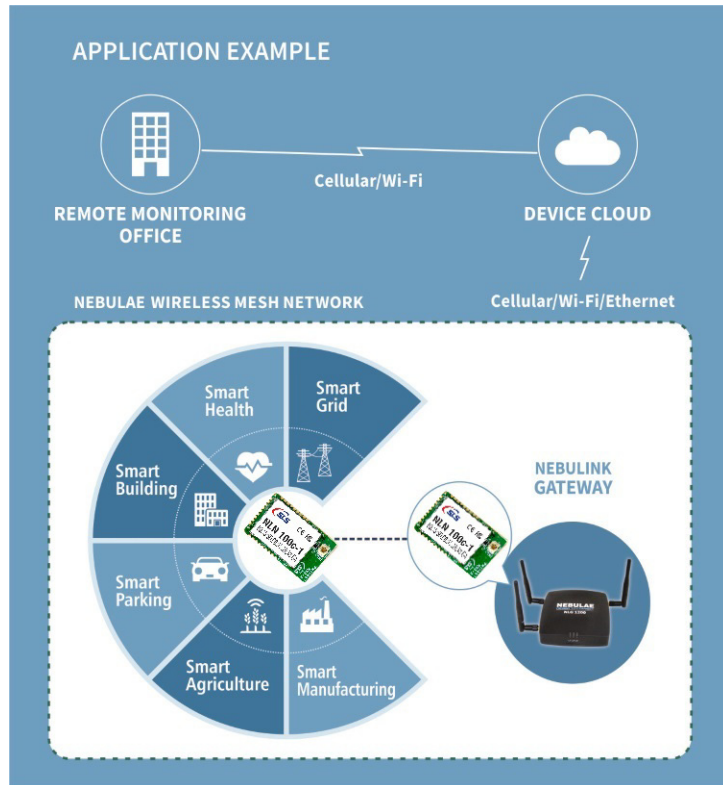 APPLICATION EXAMPLE
Cellular/Wi-Fi
REMOTE MONITORING
OFFICE
DEVICE CLOUD
NEBULAE WIRELESS MESH NETWORK
Cellular/Wi-Fi/Ethernet
Smart
Health
Smart
Grid
Smart
Building
Smart
Parking
Smart
Agriculture
Smart
Manufacturing
SLS
NLN 100c-1
SLS
NLN 100c-1
NEBULINK
GATEWAY
NEBULAE